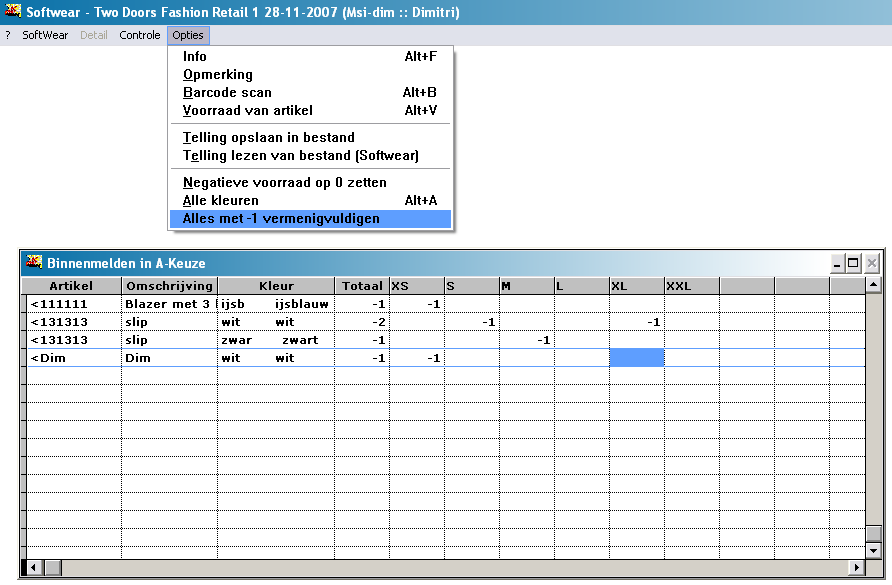 Softwear - Two Doors Fashion Retail 1 28-11-2007 (Msi-dim :: Dimitri)
? SoftWear Detail Controle Opties
Info Alt+F
Opmerking
Barcode scan Alt+B
Voorraad van artikel Alt+V
Telling opslaan in bestand
Telling lezen van bestand (Softwear)
Negatieve voorraad op 0 zetten
Alle kleuren Alt+A
Alles met -1 vermenigvuldigen
Binnenmelden in A-Keuze
Artikel Omschrijving Kleur Totaal XS S M L XL XXL
<111111 Blazer met 3 ijsb ijsblauw -1 -1
<131313 slip wit wit -2 -1 -1
<131313 slip zwar zwart -1 -1
<Dim Dim wit wit -1 -1